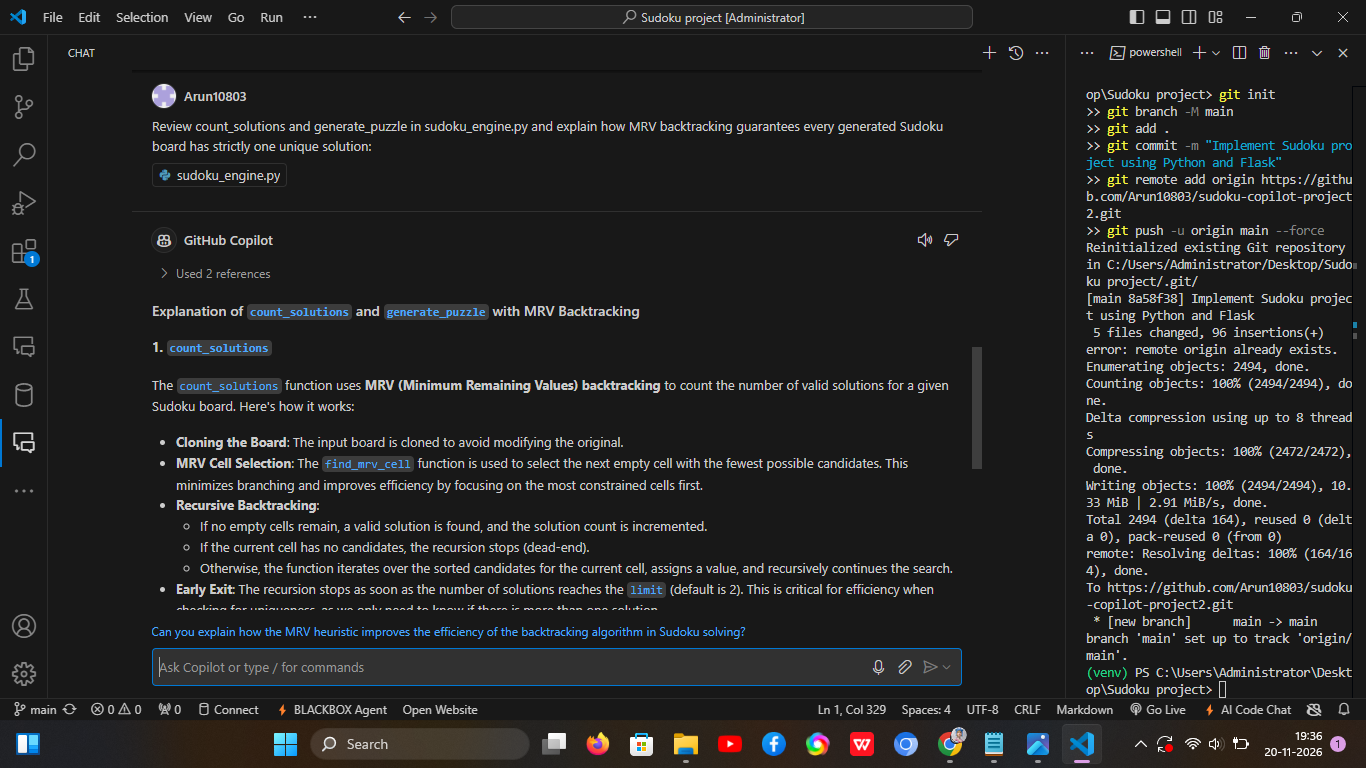 File Edit Selection View Go Run ··· Sudoku project [Administrator]
CHAT
Arun10803
Review count_solutions and generate_puzzle in sudoku_engine.py and explain how MRV backtracking guarantees every generated Sudoku
board has strictly one unique solution:
sudoku_engine.py
GitHub Copilot
Used 2 references
Explanation of count_solutions and generate_puzzle with MRV Backtracking
1. count_solutions
The count_solutions function uses MRV (Minimum Remaining Values) backtracking to count the number of valid solutions for a given
Sudoku board. Here's how it works:
• Cloning the Board: The input board is cloned to avoid modifying the original.
• MRV Cell Selection: The find_mrv_cell function is used to select the next empty cell with the fewest possible candidates. This
minimizes branching and improves efficiency by focusing on the most constrained cells first.
• Recursive Backtracking:
○ If no empty cells remain, a valid solution is found, and the solution count is incremented.
○ If the current cell has no candidates, the recursion stops (dead-end).
○ Otherwise, the function iterates over the sorted candidates for the current cell, assigns a value, and recursively continues the search.
• Early Exit: The recursion stops as soon as the number of solutions reaches the limit (default is 2). This is critical for efficiency when
checking for uniqueness, as we only need to know if there is more than one solution.
Can you explain how the MRV heuristic improves the efficiency of the backtracking algorithm in Sudoku solving?
Ask Copilot or type / for commands
powershell
op\Sudoku project> git init
>> git branch -M main
>> git add .
>> git commit -m "Implement Sudoku pro
ject using Python and Flask"
>> git remote add origin https://githu
b.com/Arun10803/sudoku-copilot-project
2.git
>> git push -u origin main --force
Reinitialized existing Git repository
in C:/Users/Administrator/Desktop/Sudo
ku project/.git/
[main 8a58f38] Implement Sudoku projec
t using Python and Flask
5 files changed, 96 insertions(+)
error: remote origin already exists.
Enumerating objects: 2494, done.
Counting objects: 100% (2494/2494), do
ne.
Delta compression using up to 8 thread
s
Compressing objects: 100% (2472/2472),
done.
Writing objects: 100% (2494/2494), 10.
33 MiB | 2.91 MiB/s, done.
Total 2494 (delta 164), reused 0 (delt
a 0), pack-reused 0 (from 0)
remote: Resolving deltas: 100% (164/16
4), done.
To https://github.com/Arun10803/sudoku
-copilot-project2.git
* [new branch] main -> main
branch 'main' set up to track 'origin/
main'.
(venv) PS C:\Users\Administrator\Deskt
op\Sudoku project>
1
main 0 0 0 Connect BLACKBOX Agent Open Website Ln 1, Col 329 Spaces: 4 UTF-8 CRLF Markdown Go Live AI Code Chat
Search
W
19:36
20-11-2026
1